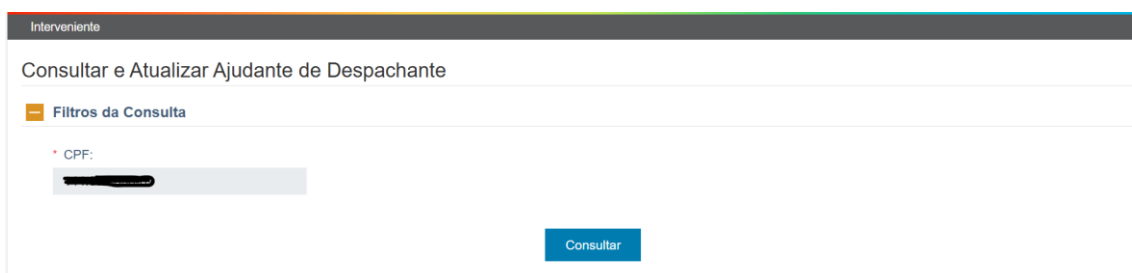 Interveniente
Consultar e Atualizar Ajudante de Despachante
Filtros da Consulta
* CPF:
Consultar